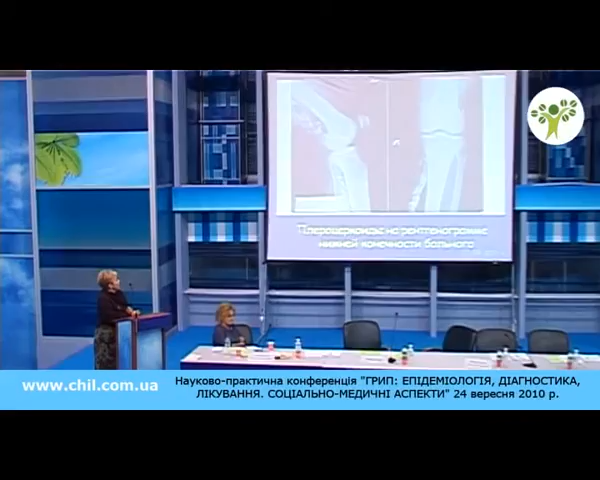 на рентгенограмме
нижней конечности больного
www.chil.com.ua
Науково-практична конференція "ГРИП: ЕПІДЕМІОЛОГІЯ, ДІАГНОСТИКА,
ЛІКУВАННЯ. СОЦІАЛЬНО-МЕДИЧНІ АСПЕКТИ" 24 вересня 2010 р.